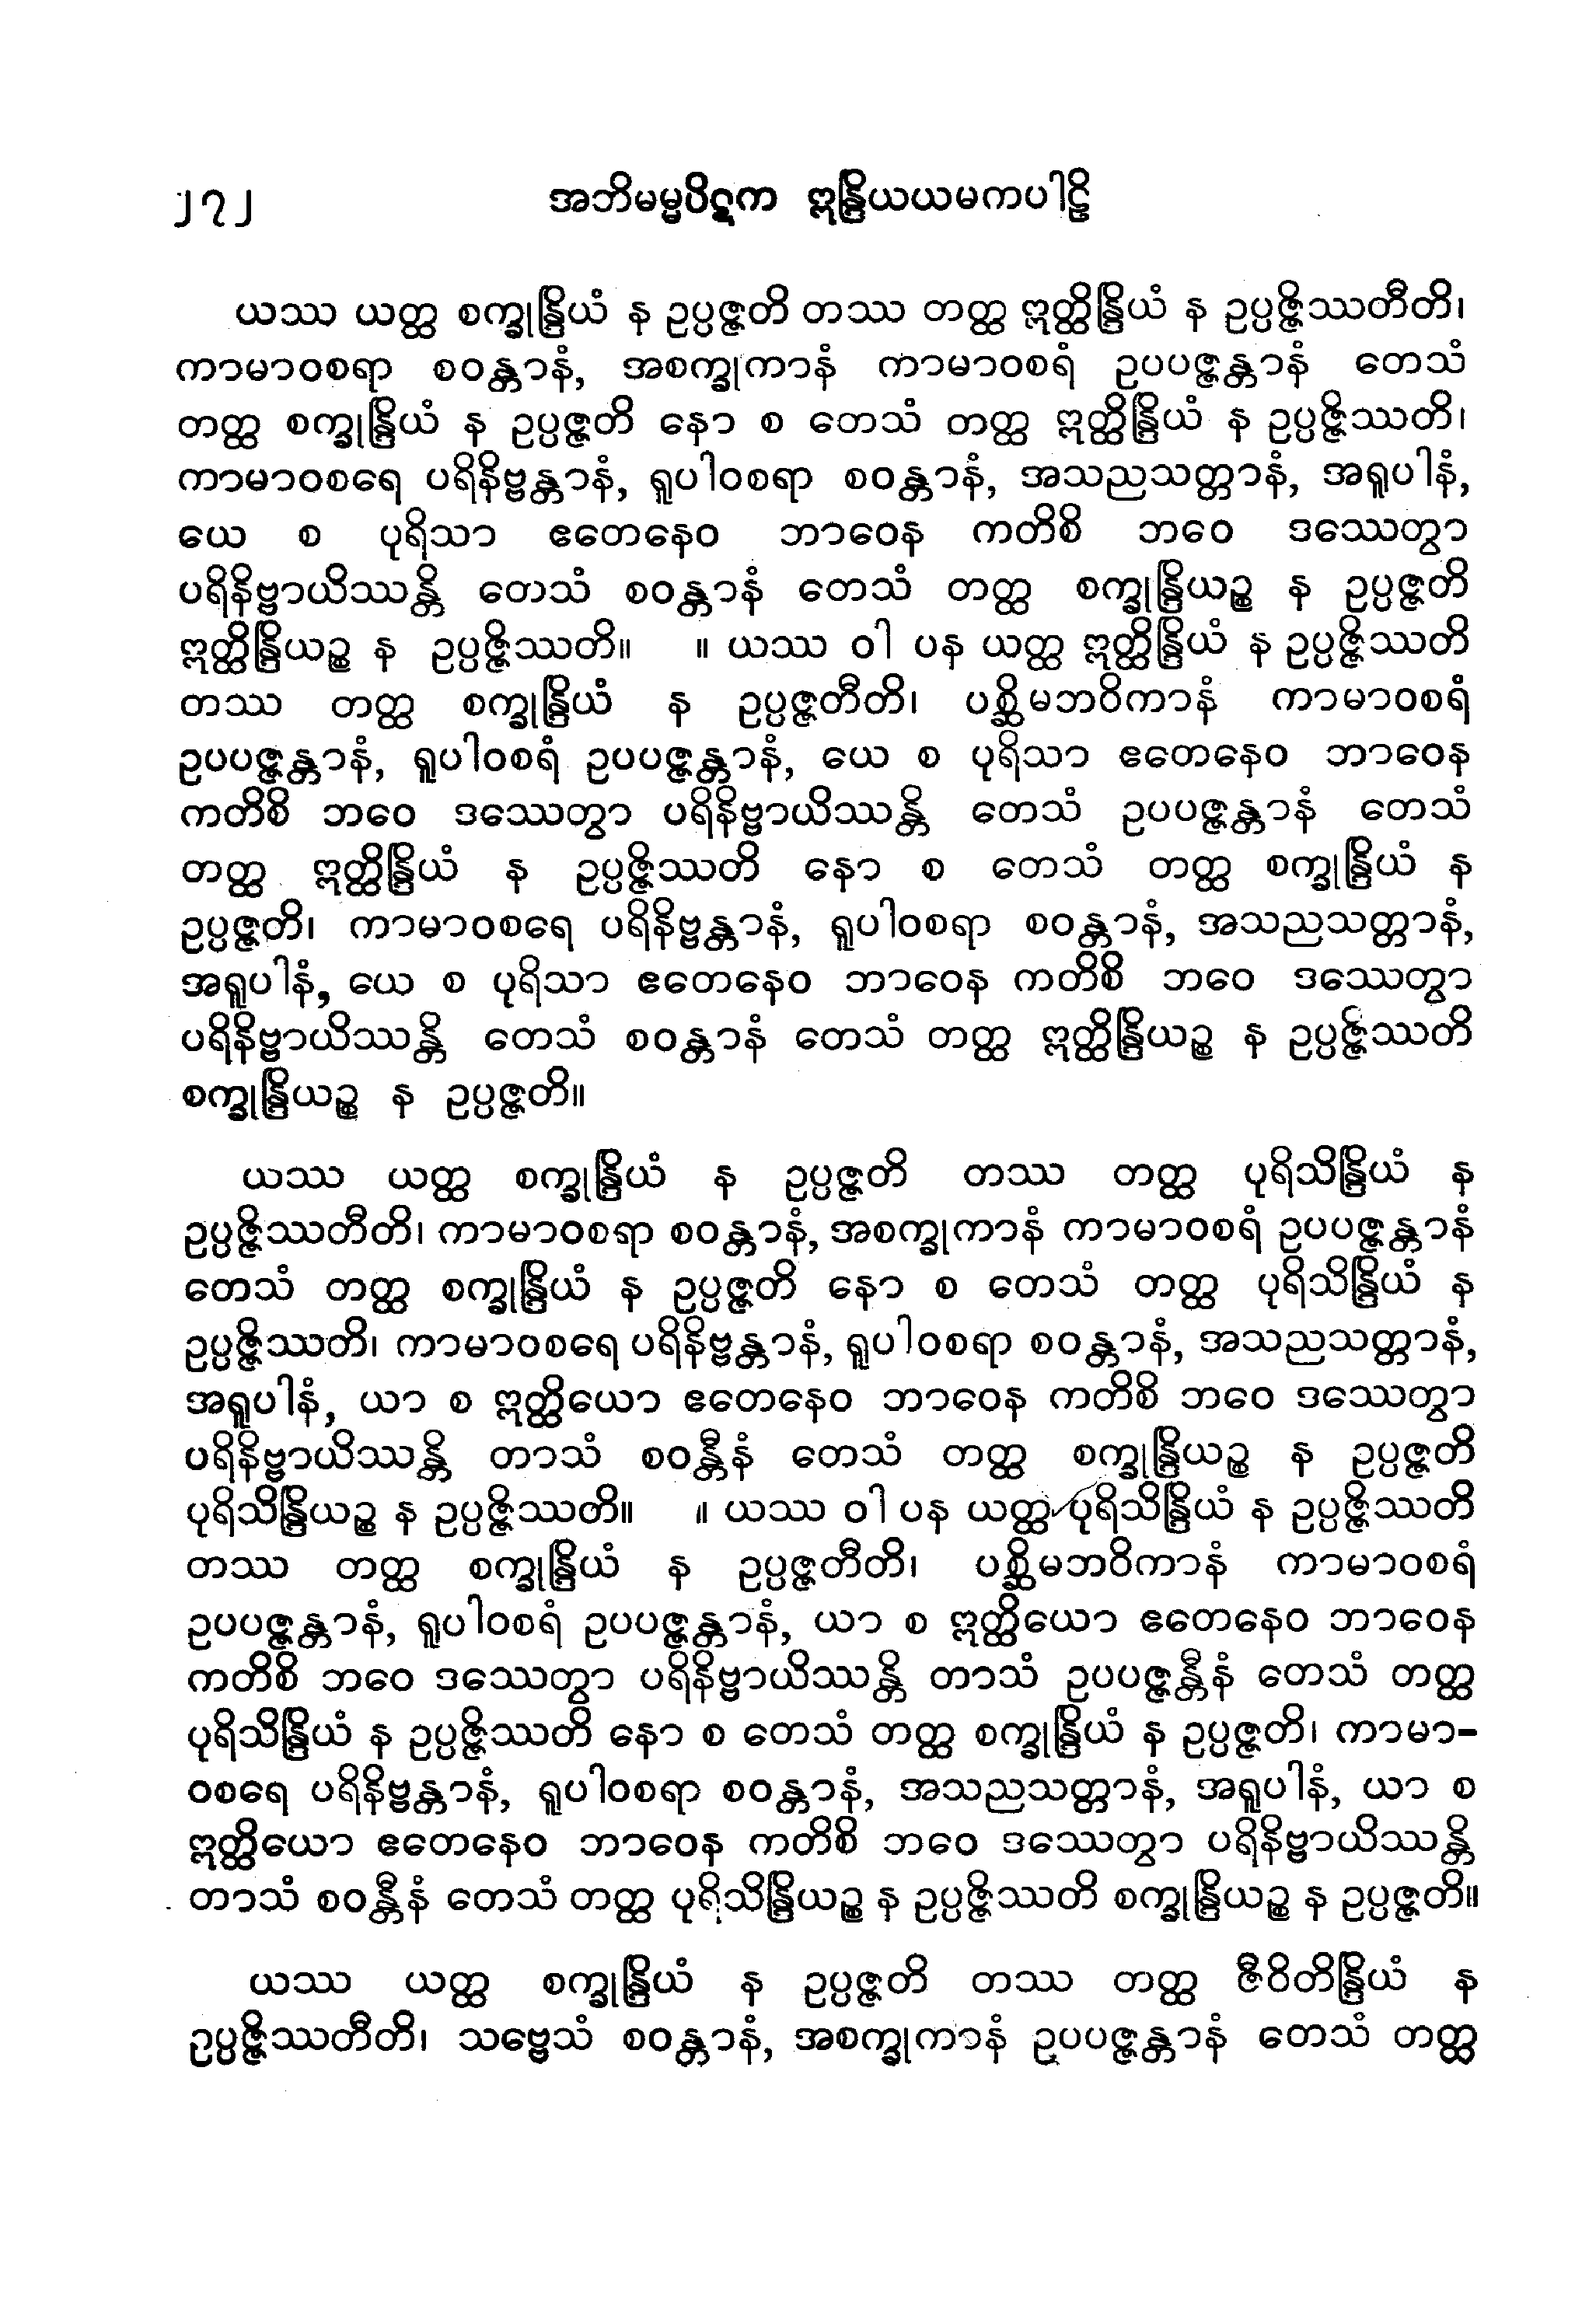 ၂၇၂ အဘိဓမ္မပိဋက ဣန္ဒြိယယမကပါဠိ
ယဿ ယတ္ထ စက္ခုန္ဒြိယံ န ဥပ္ပဇ္ဇတိ တဿ တတ္ထ ဣတ္ထိန္ဒြိယံ န ဥပ္ပဇ္ဇိဿတီတိ၊
ကာမာဝစရာ စဝန္တာနံ, အစက္ခုကာနံ ကာမာဝစရံ ဥပပဇ္ဇန္တာနံ တေသံ
တတ္ထ စက္ခုန္ဒြိယံ န ဥပ္ပဇ္ဇတိ နော စ တေသံ တတ္ထ ဣတ္ထိန္ဒြိယံ န ဥပ္ပဇ္ဇိဿတိ၊
ကာမာဝစရေ ပရိနိဗ္ဗန္တာနံ, ရူပါဝစရာ စဝန္တာနံ, အသညသတ္တာနံ, အရူပါနံ,
ယေ စ ပုရိသာ ဧတေနေဝ ဘာဝေန ကတိစိ ဘဝေ ဒဿေတွာ
ပရိနိဗ္ဗာယိဿန္တိ တေသံ စဝန္တာနံ တေသံ တတ္ထ စက္ခုန္ဒြိယဉ္စ န ဥပ္ပဇ္ဇတိ
ဣတ္ထိန္ဒြိယဉ္စ န ဥပ္ပဇ္ဇိဿတိ။ ။ ယဿ ဝါ ပန ယတ္ထ ဣတ္ထိန္ဒြိယံ န ဥပ္ပဇ္ဇိဿတိ
တဿ တတ္ထ စက္ခုန္ဒြိယံ န ဥပ္ပဇ္ဇတီတိ၊ ပစ္ဆိမဘဝိကာနံ ကာမာဝစရံ
ဥပပဇ္ဇန္တာနံ, ရူပါဝစရံ ဥပပဇ္ဇန္တာနံ, ယေ စ ပုရိသာ ဧတေနေဝ ဘာဝေန
ကတိစိ ဘဝေ ဒဿေတွာ ပရိနိဗ္ဗာယိဿန္တိ တေသံ ဥပပဇ္ဇန္တာနံ တေသံ
တတ္ထ ဣတ္ထိန္ဒြိယံ န ဥပ္ပဇ္ဇိဿတိ နော စ တေသံ တတ္ထ စက္ခုန္ဒြိယံ န
ဥပ္ပဇ္ဇတိ၊ ကာမာဝစရေ ပရိနိဗ္ဗန္တာနံ, ရူပါဝစရာ စဝန္တာနံ, အသညသတ္တာနံ,
အရူပါနံ, ယေ စ ပုရိသာ ဧတေနေဝ ဘာဝေန ကတိစိ ဘဝေ ဒဿေတွာ
ပရိနိဗ္ဗာယိဿန္တိ တေသံ စဝန္တာနံ တေသံ တတ္ထ ဣတ္ထိန္ဒြိယဉ္စ န ဥပ္ပဇ္ဇိဿတိ
စက္ခုန္ဒြိယဉ္စ န ဥပ္ပဇ္ဇတိ။
ယဿ ယတ္ထ စက္ခုန္ဒြိယံ န ဥပ္ပဇ္ဇတိ တဿ တတ္ထ ပုရိသိန္ဒြိယံ န
ဥပ္ပဇ္ဇိဿတီတိ၊ ကာမာဝစရာ စဝန္တာနံ, အစက္ခုကာနံ ကာမာဝစရံ ဥပပဇ္ဇန္တာနံ
တေသံ တတ္ထ စက္ခုန္ဒြိယံ န ဥပ္ပဇ္ဇတိ နော စ တေသံ တတ္ထ ပုရိသိန္ဒြိယံ န
ဥပ္ပဇ္ဇိဿတိ၊ ကာမာဝစရေ ပရိနိဗ္ဗန္တာနံ, ရူပါဝစရာ စဝန္တာနံ, အသညသတ္တာနံ,
အရူပါနံ, ယာ စ ဣတ္ထိယော ဧတေနေဝ ဘာဝေန ကတိစိ ဘဝေ ဒဿေတွာ
ပရိနိဗ္ဗာယိဿန္တိ တာသံ စဝန္တီနံ တေသံ တတ္ထ စက္ခုန္ဒြိယဉ္စ န ဥပ္ပဇ္ဇတိ
ပုရိသိန္ဒြိယဉ္စ န ဥပ္ပဇ္ဇိဿတိ။ ။ ယဿ ဝါ ပန ယတ္ထ ပုရိသိန္ဒြိယံ န ဥပ္ပဇ္ဇိဿတိ
တဿ တတ္ထ စက္ခုန္ဒြိယံ န ဥပ္ပဇ္ဇတီတိ၊ ပစ္ဆိမဘဝိကာနံ ကာမာဝစရံ
ဥပပဇ္ဇန္တာနံ, ရူပါဝစရံ ဥပပဇ္ဇန္တာနံ, ယာ စ ဣတ္ထိယော ဧတေနေဝ ဘာဝေန
ကတိစိ ဘဝေ ဒဿေတွာ ပရိနိဗ္ဗာယိဿန္တိ တာသံ ဥပပဇ္ဇန္တီနံ တေသံ တတ္ထ
ပုရိသိန္ဒြိယံ န ဥပ္ပဇ္ဇိဿတိ နော စ တေသံ တတ္ထ စက္ခုန္ဒြိယံ န ဥပ္ပဇ္ဇတိ၊ ကာမာ-
ဝစရေ ပရိနိဗ္ဗန္တာနံ, ရူပါဝစရာ စဝန္တာနံ, အသညသတ္တာနံ, အရူပါနံ, ယာ စ
ဣတ္ထိယော ဧတေနေဝ ဘာဝေန ကတိစိ ဘဝေ ဒဿေတွာ ပရိနိဗ္ဗာယိဿန္တိ
တာသံ စဝန္တီနံ တေသံ တတ္ထ ပုရိသိန္ဒြိယဉ္စ န ဥပ္ပဇ္ဇိဿတိ စက္ခုန္ဒြိယဉ္စ န ဥပ္ပဇ္ဇတိ။
ယဿ ယတ္ထ စက္ခုန္ဒြိယံ န ဥပ္ပဇ္ဇတိ တဿ တတ္ထ ဇီဝိတိန္ဒြိယံ န
ဥပ္ပဇ္ဇိဿတီတိ၊ သဗ္ဗေသံ စဝန္တာနံ, အစက္ခုကာနံ ဥပပဇ္ဇန္တာနံ တေသံ တတ္ထ